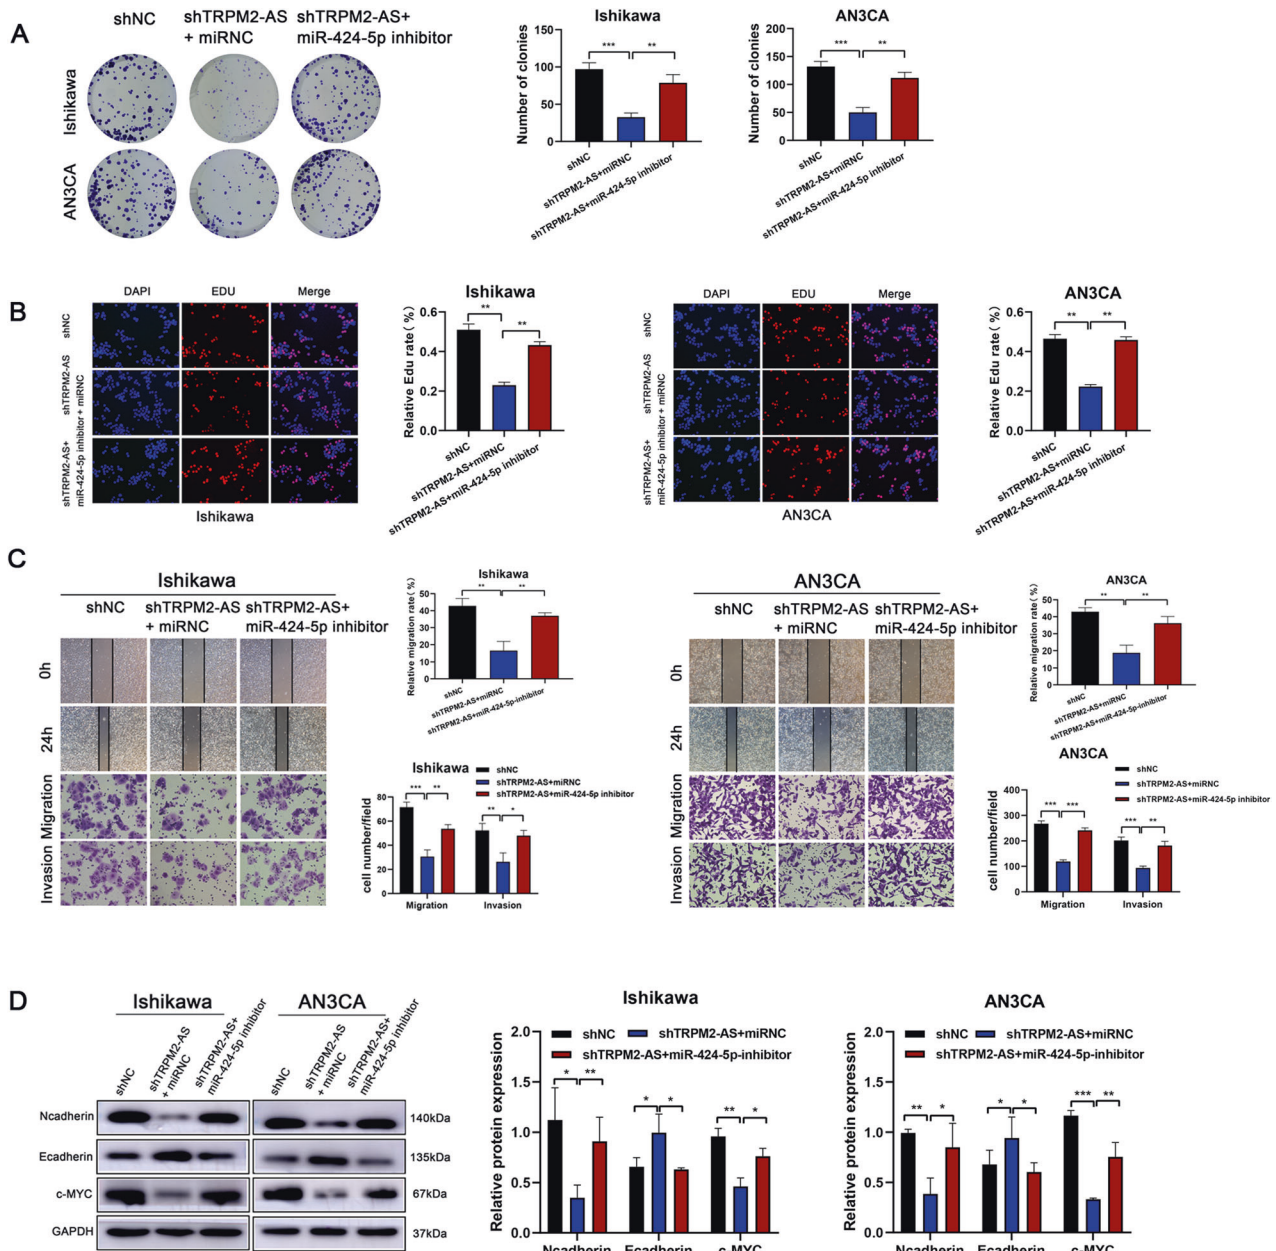 A
shNC
shTRPM2-AS
+ miRNC
shTRPM2-AS+
miR-424-5p inhibitor
Ishikawa
AN3CA
Ishikawa
Number of clonies
150
100
50
0
***
**
shNC
shTRPM2-AS+miRNC
shTRPM2-AS+miR-424-5p inhibitor
AN3CA
Number of clonies
200
150
100
50
0
***
**
shNC
shTRPM2-AS+miRNC
shTRPM2-AS+miR-424-5p inhibitor
B
DAPI
EDU
Merge
shNC
shTRPM2-AS
+ miRNC
shTRPM2-AS+
miR-424-5p inhibitor
Ishikawa
Ishikawa
Relative Edu rate(%)
0.6
0.4
0.2
0.0
**
**
shNC
shTRPM2-AS+miRNC
shTRPM2-AS+miR-424-5p inhibitor
DAPI
EDU
Merge
shNC
shTRPM2-AS
+ miRNC
shTRPM2-AS+
miR-424-5p inhibitor
AN3CA
AN3CA
Relative Edu rate(%)
0.6
0.4
0.2
0.0
**
**
shNC
shTRPM2-AS+miRNC
shTRPM2-AS+miR-424-5p inhibitor
C
Ishikawa
shNC
shTRPM2-AS
+ miRNC
shTRPM2-AS+
miR-424-5p inhibitor
0h
24h
Migration
Invasion
Ishikawa
Relative migration rate(%)
50
40
30
20
10
0
**
**
shNC
shTRPM2-AS+miRNC
shTRPM2-AS+miR-424-5p-inhibitor
Ishikawa
shNC
shTRPM2-AS+miRNC
shTRPM2-AS+miR-424-5p inhibitor
cell number/field
80
60
40
20
0
***
**
**
*
Migration
Invasion
AN3CA
shNC
shTRPM2-AS
+ miRNC
shTRPM2-AS+
miR-424-5p inhibitor
0h
24h
Migration
Invasion
AN3CA
Relative migration rate(%)
50
40
30
20
10
0
**
**
shNC
shTRPM2-AS+miRNC
shTRPM2-AS+miR-424-5p inhibitor
AN3CA
shNC
shTRPM2-AS+miRNC
shTRPM2-AS+miR-424-5p inhibitor
cell number/field
400
300
200
100
0
***
***
***
**
Migration
Invasion
D
Ishikawa
AN3CA
shNC
shTRPM2-AS
+ miRNC
shTRPM2-AS+
miR-424-5p inhibitor
shNC
shTRPM2-AS
+ miRNC
shTRPM2-AS+
miR-424-5p inhibitor
Ncadherin
140kDa
Ecadherin
135kDa
c-MYC
67kDa
GAPDH
37kDa
Ishikawa
shNC
shTRPM2-AS+miRNC
shTRPM2-AS+miR-424-5p-inhibitor
Relative protein expression
2.0
1.5
1.0
0.5
0.0
*
**
*
*
**
*
Ncadherin
Ecadherin
c-MYC
AN3CA
shNC
shTRPM2-AS+miRNC
shTRPM2-AS+miR-424-5p-inhibitor
Relative protein expression
2.0
1.5
1.0
0.5
0.0
**
*
*
*
***
**
Ncadherin
Ecadherin
c-MYC